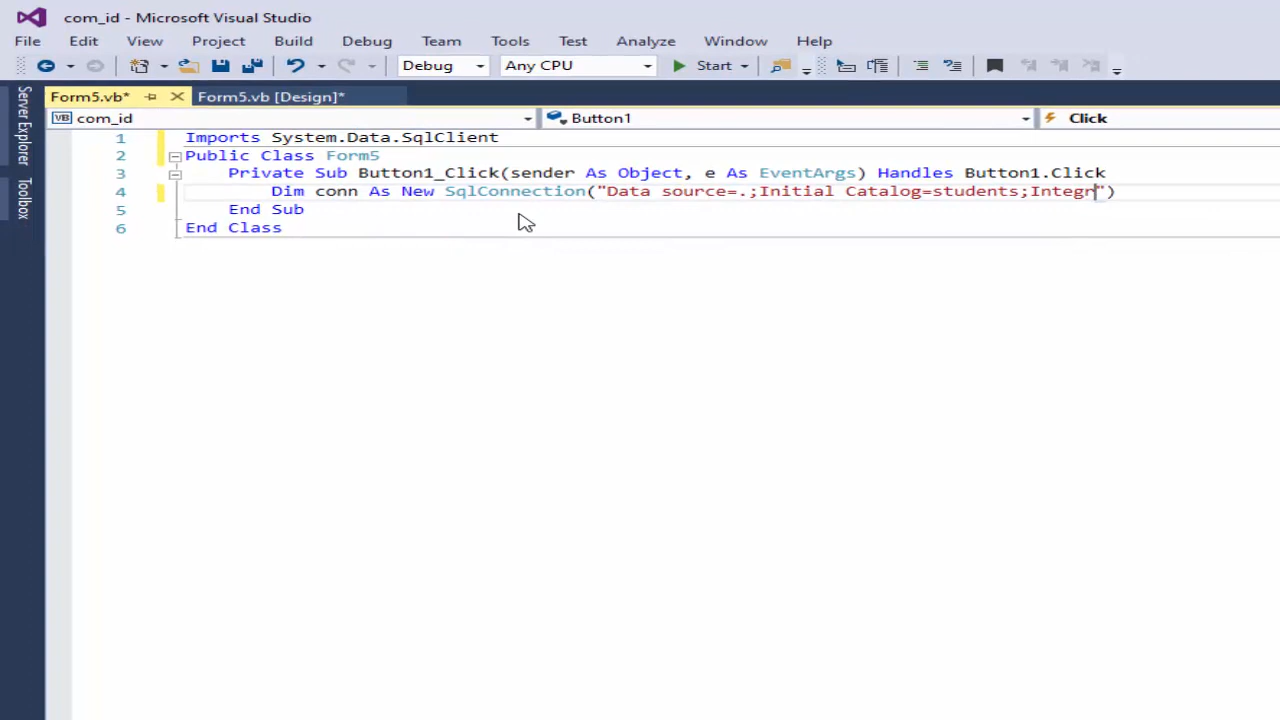 com_id - Microsoft Visual Studio
File Edit View Project Build Debug Team Tools Test Analyze Window Help
Debug Any CPU Start
Server Explorer
Toolbox
Form5.vb* Form5.vb [Design]*
VB com_id Button1 Click
1 Imports System.Data.SqlClient
2 Public Class Form5
3 Private Sub Button1_Click(sender As Object, e As EventArgs) Handles Button1.Click
4 Dim conn As New SqlConnection("Data source=.;Initial Catalog=students;Integr")
5 End Sub
6 End Class